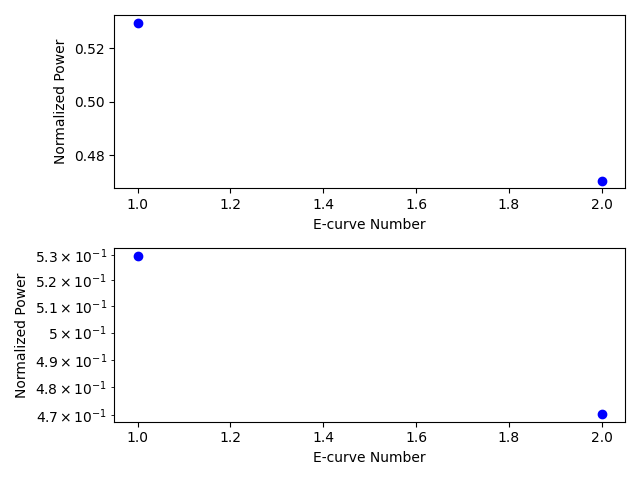 Normalized Power
0.52
0.50
0.48
1.0 1.2 1.4 1.6 1.8 2.0
E-curve Number
Normalized Power
5.3 × 10⁻¹
5.2 × 10⁻¹
5.1 × 10⁻¹
5 × 10⁻¹
4.9 × 10⁻¹
4.8 × 10⁻¹
4.7 × 10⁻¹
1.0 1.2 1.4 1.6 1.8 2.0
E-curve Number